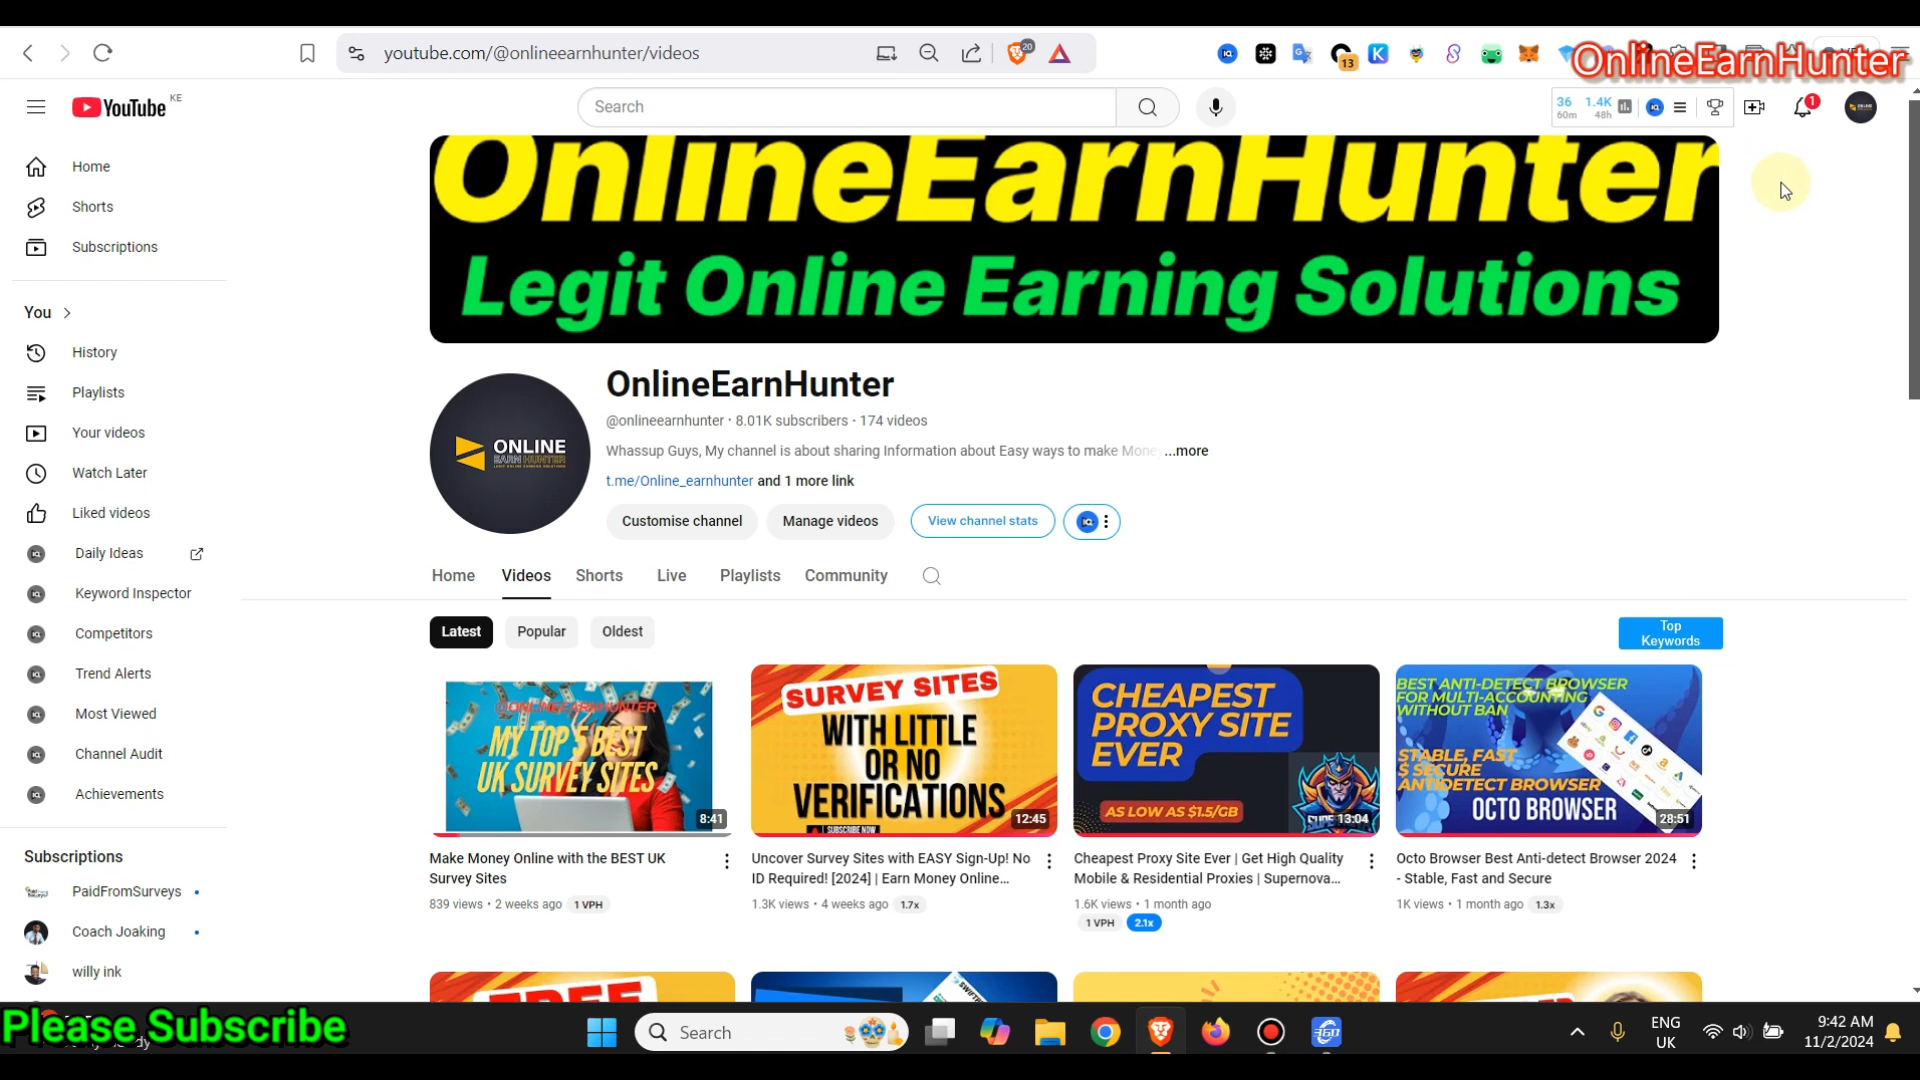 youtube.com/@onlineearnhunter/videos
20
13
OnlineEarnHunter
YouTube KE
Search
36 1.4K
60m 48h
1
Home
Shorts
Subscriptions
You
History
Playlists
Your videos
Watch Later
Liked videos
Daily Ideas
Keyword Inspector
Competitors
Trend Alerts
Most Viewed
Channel Audit
Achievements
Subscriptions
PaidFromSurveys
Coach Joaking
willy ink
OnlineEarnHunter
Legit Online Earning Solutions
ONLINE
EARN HUNTER
OnlineEarnHunter
@onlineearnhunter · 8.01K subscribers · 174 videos
Whassup Guys, My channel is about sharing Information about Easy ways to make Mone ...more
t.me/Online_earnhunter and 1 more link
Customise channel
Manage videos
View channel stats
Home
Videos
Shorts
Live
Playlists
Community
Latest
Popular
Oldest
Top
Keywords
@ONLINEEARNHUNTER
MY TOP 5 BEST
UK SURVEY SITES
8:41
Make Money Online with the BEST UK
Survey Sites
839 views • 2 weeks ago 1 VPH
SURVEY SITES
WITH LITTLE
OR NO
VERIFICATIONS
SUBSCRIBE NOW
12:45
Uncover Survey Sites with EASY Sign-Up! No
ID Required! [2024] | Earn Money Online...
1.3K views • 4 weeks ago 1.7x
CHEAPEST
PROXY SITE
EVER
AS LOW AS $1.5/GB
13:04
Cheapest Proxy Site Ever | Get High Quality
Mobile & Residential Proxies | Supernova...
1.6K views • 1 month ago
1 VPH 2.1x
BEST ANTI-DETECT BROWSER
FOR MULTI-ACCOUNTING
WITHOUT BAN
STABLE, FAST
$ SECURE
ANTIDETECT BROWSER
OCTO BROWSER
28:51
Octo Browser Best Anti-detect Browser 2024
- Stable, Fast and Secure
1K views • 1 month ago 1.3x
FREE
Please Subscribe
Search
ENG
UK
9:42 AM
11/2/2024